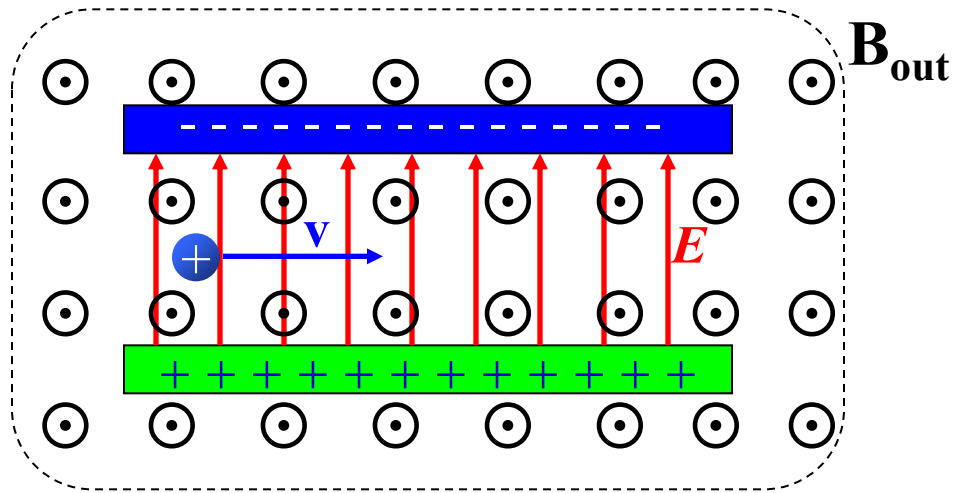 B_out
- - - - - - - - - - - - - - - -
v
E
+
+ + + + + + + + + + + +